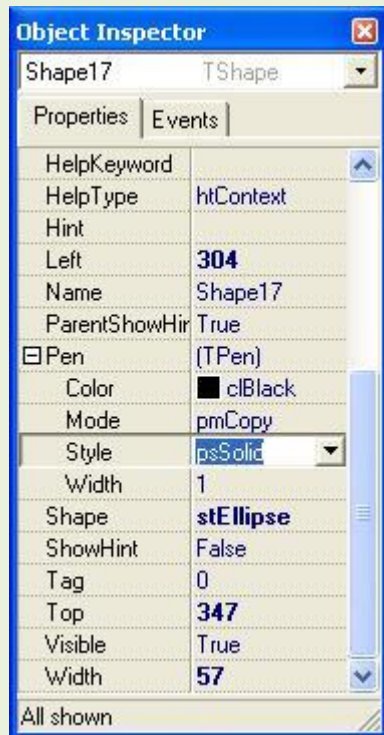 Object Inspector
Shape17 TShape
Properties Events
HelpKeyword
HelpType htContext
Hint
Left 304
Name Shape17
ParentShowHir True
Pen (TPen)
Color clBlack
Mode pmCopy
Style psSolid
Width 1
Shape stEllipse
ShowHint False
Tag 0
Top 347
Visible True
Width 57
All shown